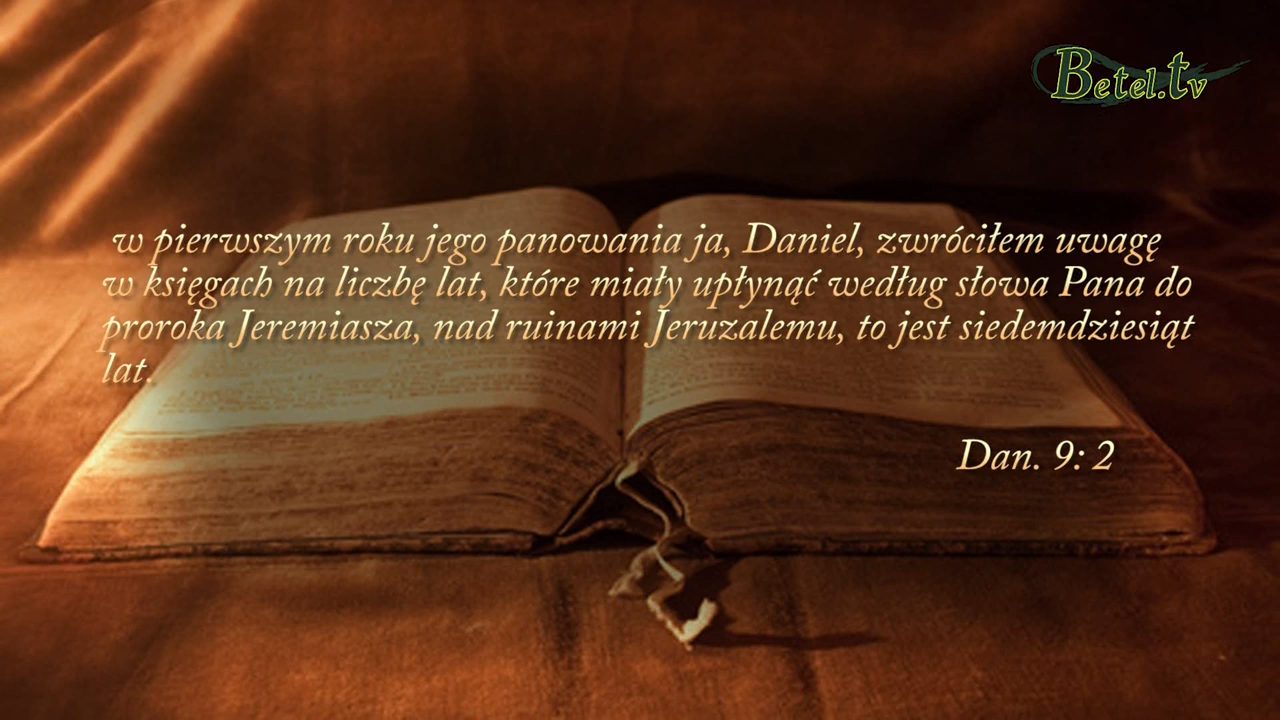 Betel.tv
w pierwszym roku jego panowania ja, Daniel, zwróciłem uwagę
w księgach na liczbę lat, które miały upłynąć według słowa Pana do
proroka Jeremiasza, nad ruinami Jeruzalemu, to jest siedemdziesiąt
lat.
Dan. 9: 2